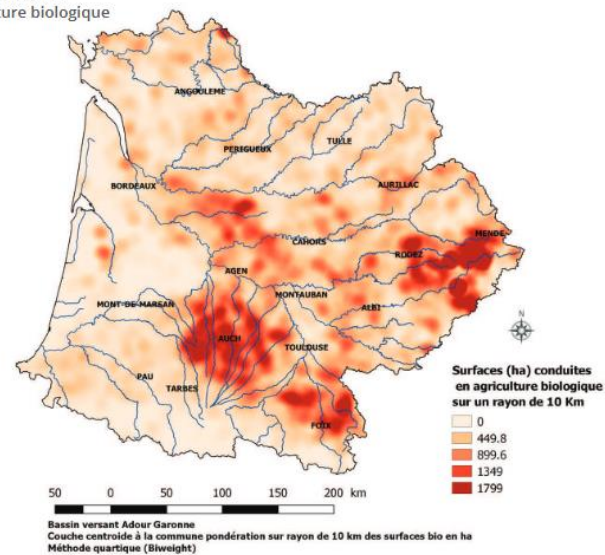 ture biologique
ANGOULEME
PERIGUEUX
TULLE
BORDEAUX
AURILLAC
MENDE
CAHORS
RODEZ
AGEN
MONTAUBAN
ALBI
MONT-DE-MARSAN
AUCH
TOULOUSE
PAU
TARBES
FOIX
N
Surfaces (ha) conduites
en agriculture biologique
sur un rayon de 10 Km
0
449.8
899.6
1349
1799
50 0 50 100 150 200 km
Bassin versant Adour Garonne
Couche centroide à la commune pondération sur rayon de 10 km des surfaces bio en ha
Méthode quartique (Biweight)